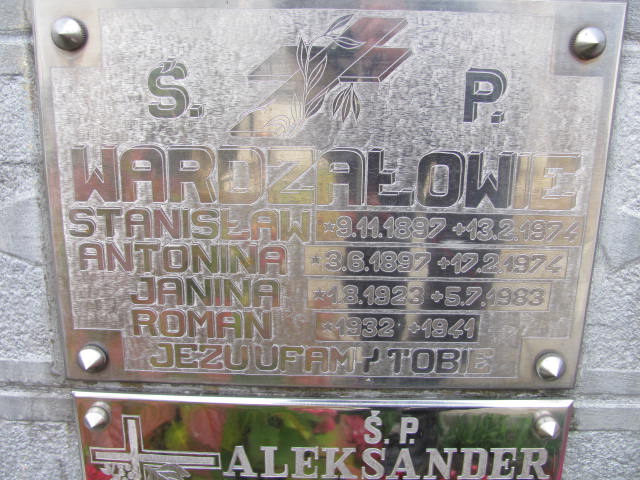 Ś. P.
WARDZAŁOWIE
STANISŁAW *9.11.1897 +13.2.1974
ANTONINA *3.6.1897 +17.2.1974
JANINA *1.8.1923 +5.7.1983
ROMAN *1932 +1941
JEZU UFAMY TOBIE
Ś.P.
ALEKSANDER